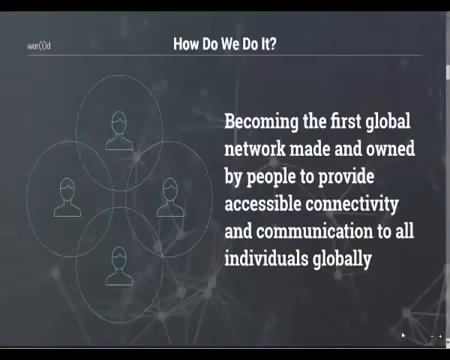 wor(l)d
How Do We Do It?
Becoming the first global
network made and owned
by people to provide
accessible connectivity
and communication to all
individuals globally